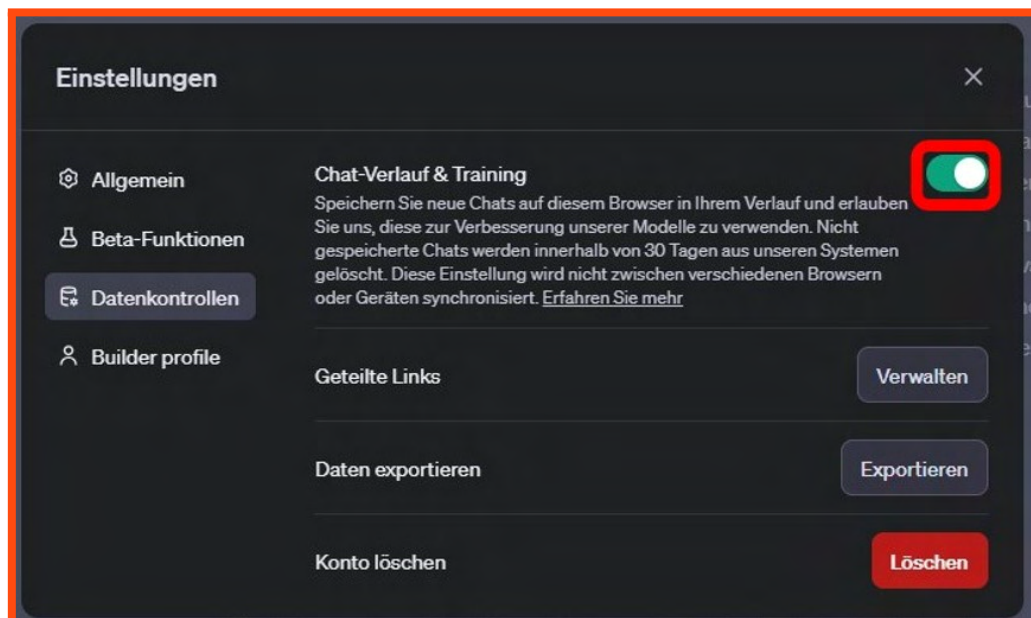 Einstellungen
Allgemein
Beta-Funktionen
Datenkontrollen
Builder profile
Chat-Verlauf & Training
Speichern Sie neue Chats auf diesem Browser in Ihrem Verlauf und erlauben
Sie uns, diese zur Verbesserung unserer Modelle zu verwenden. Nicht
gespeicherte Chats werden innerhalb von 30 Tagen aus unseren Systemen
gelöscht. Diese Einstellung wird nicht zwischen verschiedenen Browsern
oder Geräten synchronisiert. Erfahren Sie mehr
Geteilte Links
Verwalten
Daten exportieren
Exportieren
Konto löschen
Löschen